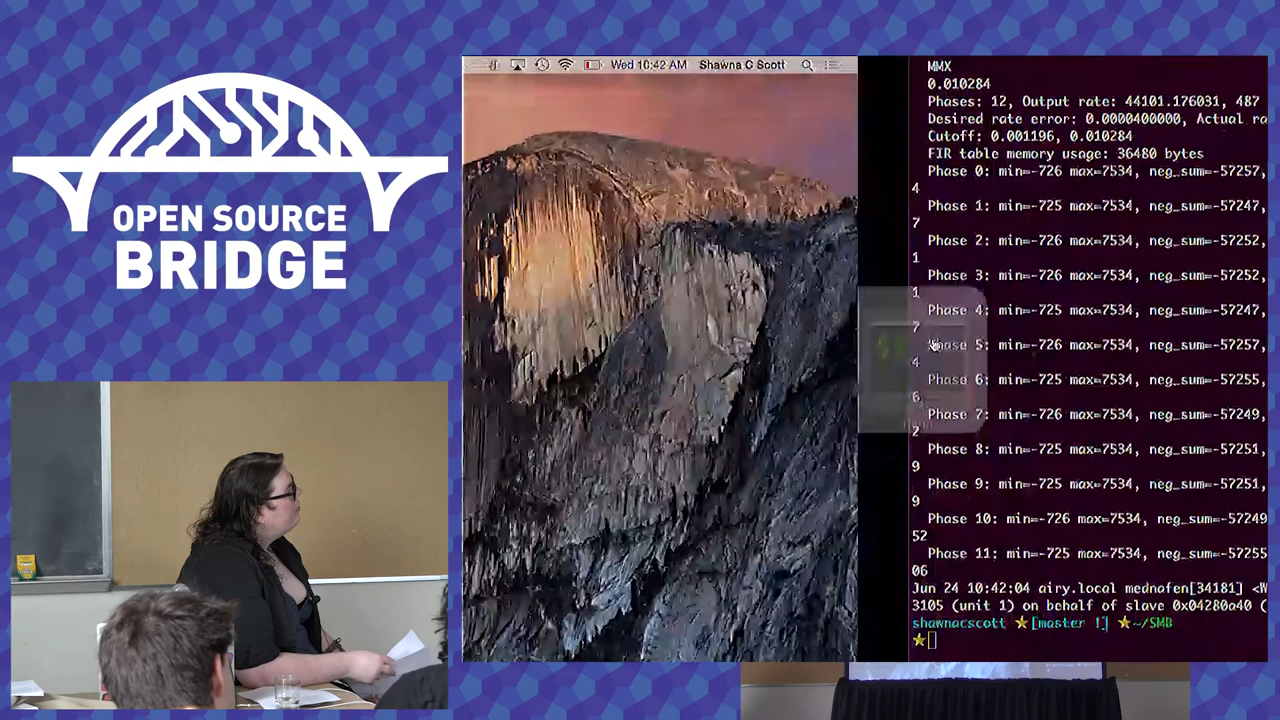 OPEN SOURCE
BRIDGE
Wed 10:42 AM Shawna C Scott
MMX
0.010284
Phases: 12, Output rate: 44101.176031, 487
Desired rate error: 0.0000400000, Actual ra
Cutoff: 0.001196, 0.010284
FIR table memory usage: 36480 bytes
Phase 0: min=-726 max=7534, neg_sum=-57257,
4
Phase 1: min=-725 max=7534, neg_sum=-57247,
7
Phase 2: min=-726 max=7534, neg_sum=-57252,
1
Phase 3: min=-726 max=7534, neg_sum=-57252,
1
Phase 4: min=-725 max=7534, neg_sum=-57247,
7
Phase 5: min=-726 max=7534, neg_sum=-57257,
4
Phase 6: min=-725 max=7534, neg_sum=-57255,
6
Phase 7: min=-726 max=7534, neg_sum=-57249,
2
Phase 8: min=-725 max=7534, neg_sum=-57251,
9
Phase 9: min=-725 max=7534, neg_sum=-57251,
9
Phase 10: min=-726 max=7534, neg_sum=-57249
52
Phase 11: min=-725 max=7534, neg_sum=-57255
06
Jun 24 10:42:04 airy.local mednafen[34181] <W
3105 (unit 1) on behalf of slave 0x04280a40 (
shawnacscott ★[master !] ★~/SMB
★